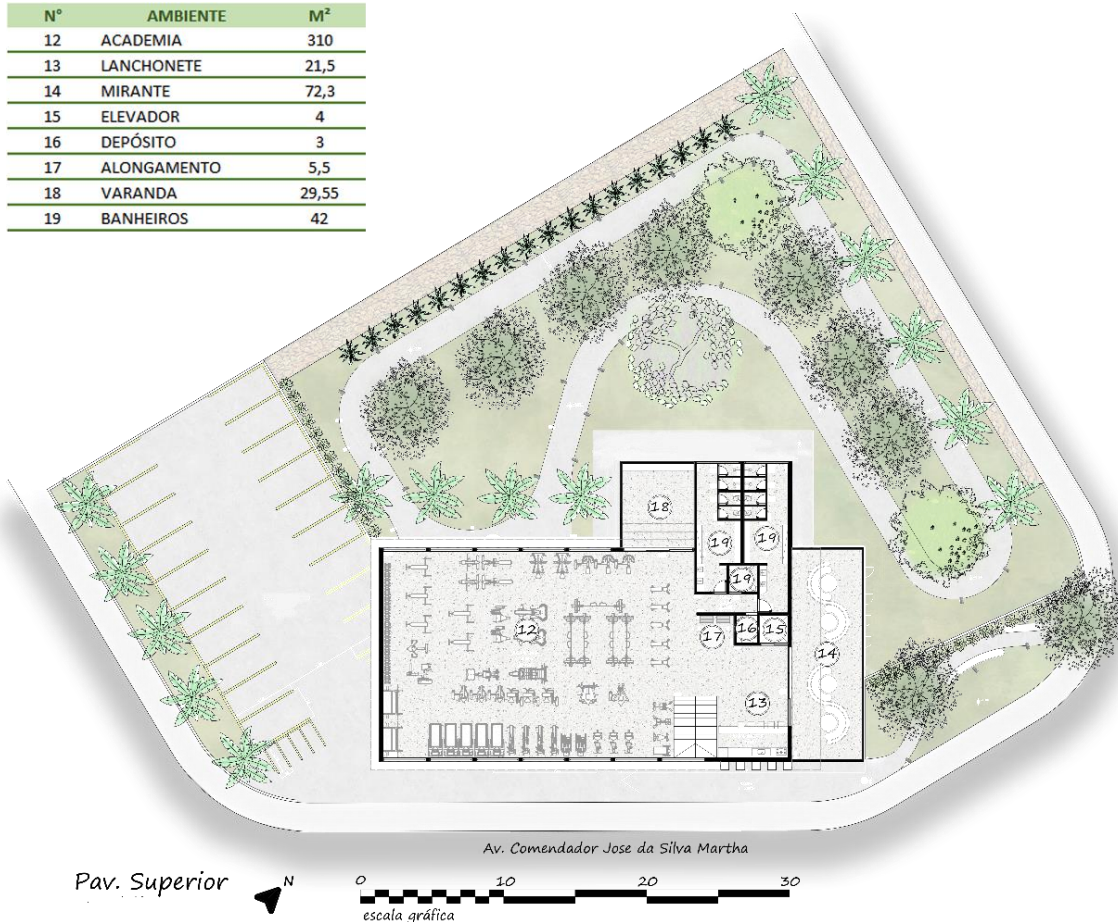 Nº AMBIENTE M²
12 ACADEMIA 310
13 LANCHONETE 21,5
14 MIRANTE 72,3
15 ELEVADOR 4
16 DEPÓSITO 3
17 ALONGAMENTO 5,5
18 VARANDA 29,55
19 BANHEIROS 42
18
19 19
19
12 17 16 15
14
13
Av. Comendador Jose da Silva Martha
Pav. Superior
N
0 10 20 30
escala gráfica